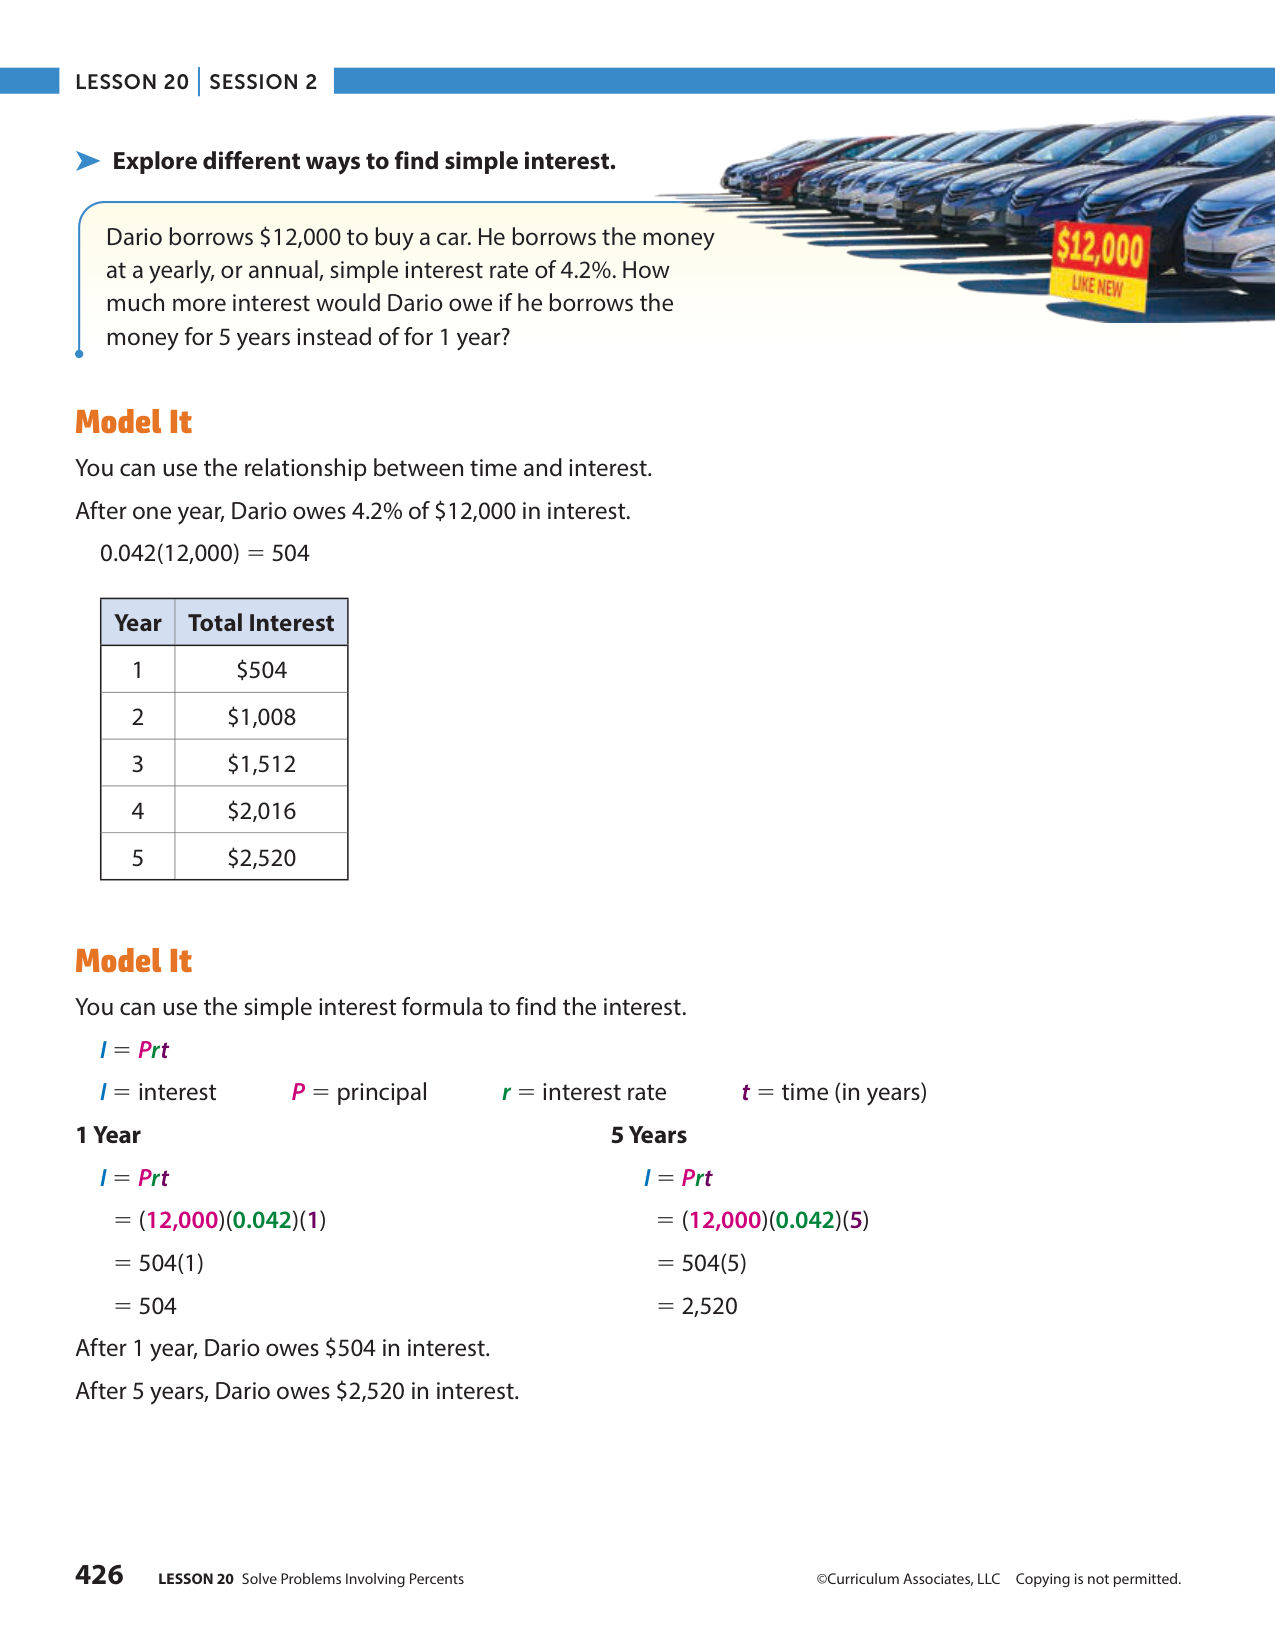 LESSON 20 | SESSION 2
Explore different ways to find simple interest.
Dario borrows $12,000 to buy a car. He borrows the money
at a yearly, or annual, simple interest rate of 4.2%. How
much more interest would Dario owe if he borrows the
money for 5 years instead of for 1 year?
$12,000
LIKE NEW
Model It
You can use the relationship between time and interest.
After one year, Dario owes 4.2% of $12,000 in interest.
0.042(12,000) = 504
Year Total Interest
1 $504
2 $1,008
3 $1,512
4 $2,016
5 $2,520
Model It
You can use the simple interest formula to find the interest.
I = Prt
I = interest P = principal r = interest rate t = time (in years)
1 Year
I = Prt
= (12,000)(0.042)(1)
= 504(1)
= 504
5 Years
I = Prt
= (12,000)(0.042)(5)
= 504(5)
= 2,520
After 1 year, Dario owes $504 in interest.
After 5 years, Dario owes $2,520 in interest.
426 LESSON 20 Solve Problems Involving Percents ©Curriculum Associates, LLC Copying is not permitted.